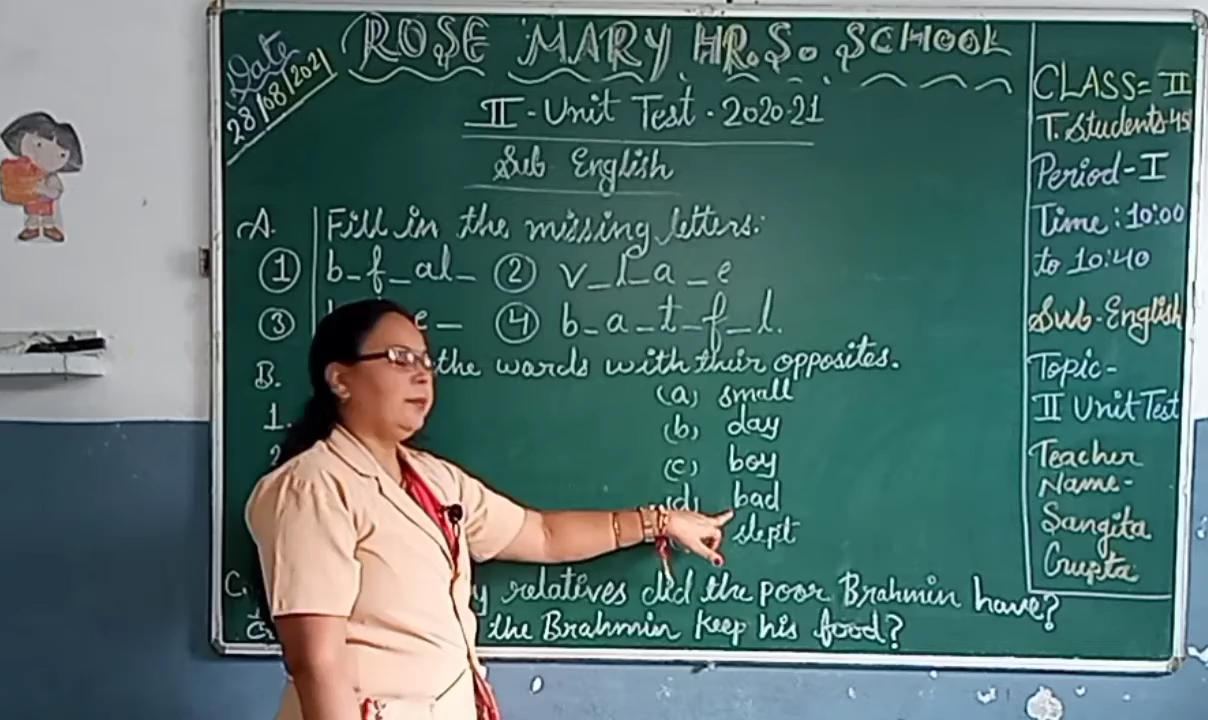 Date
28/08/2021
ROSE MARY HR.S. SCHOOL
II - Unit Test - 2020-21
Sub English
A. Fill in the missing letters:
① b_f_al_ ② v_l_a_e
③ e_ ④ b_a_t_f_l.
B. the words with their opposites.
1. (a) small
(b) day
(c) boy
(d) bad
slept
C. relatives did the poor Brahmin have?
the Brahmin keep his food?
CLASS= II
T. Students-45
Period-I
Time: 10:00
to 10:40
Sub-English
Topic-
II Unit Test
Teacher
Name-
Sangita
Gupta